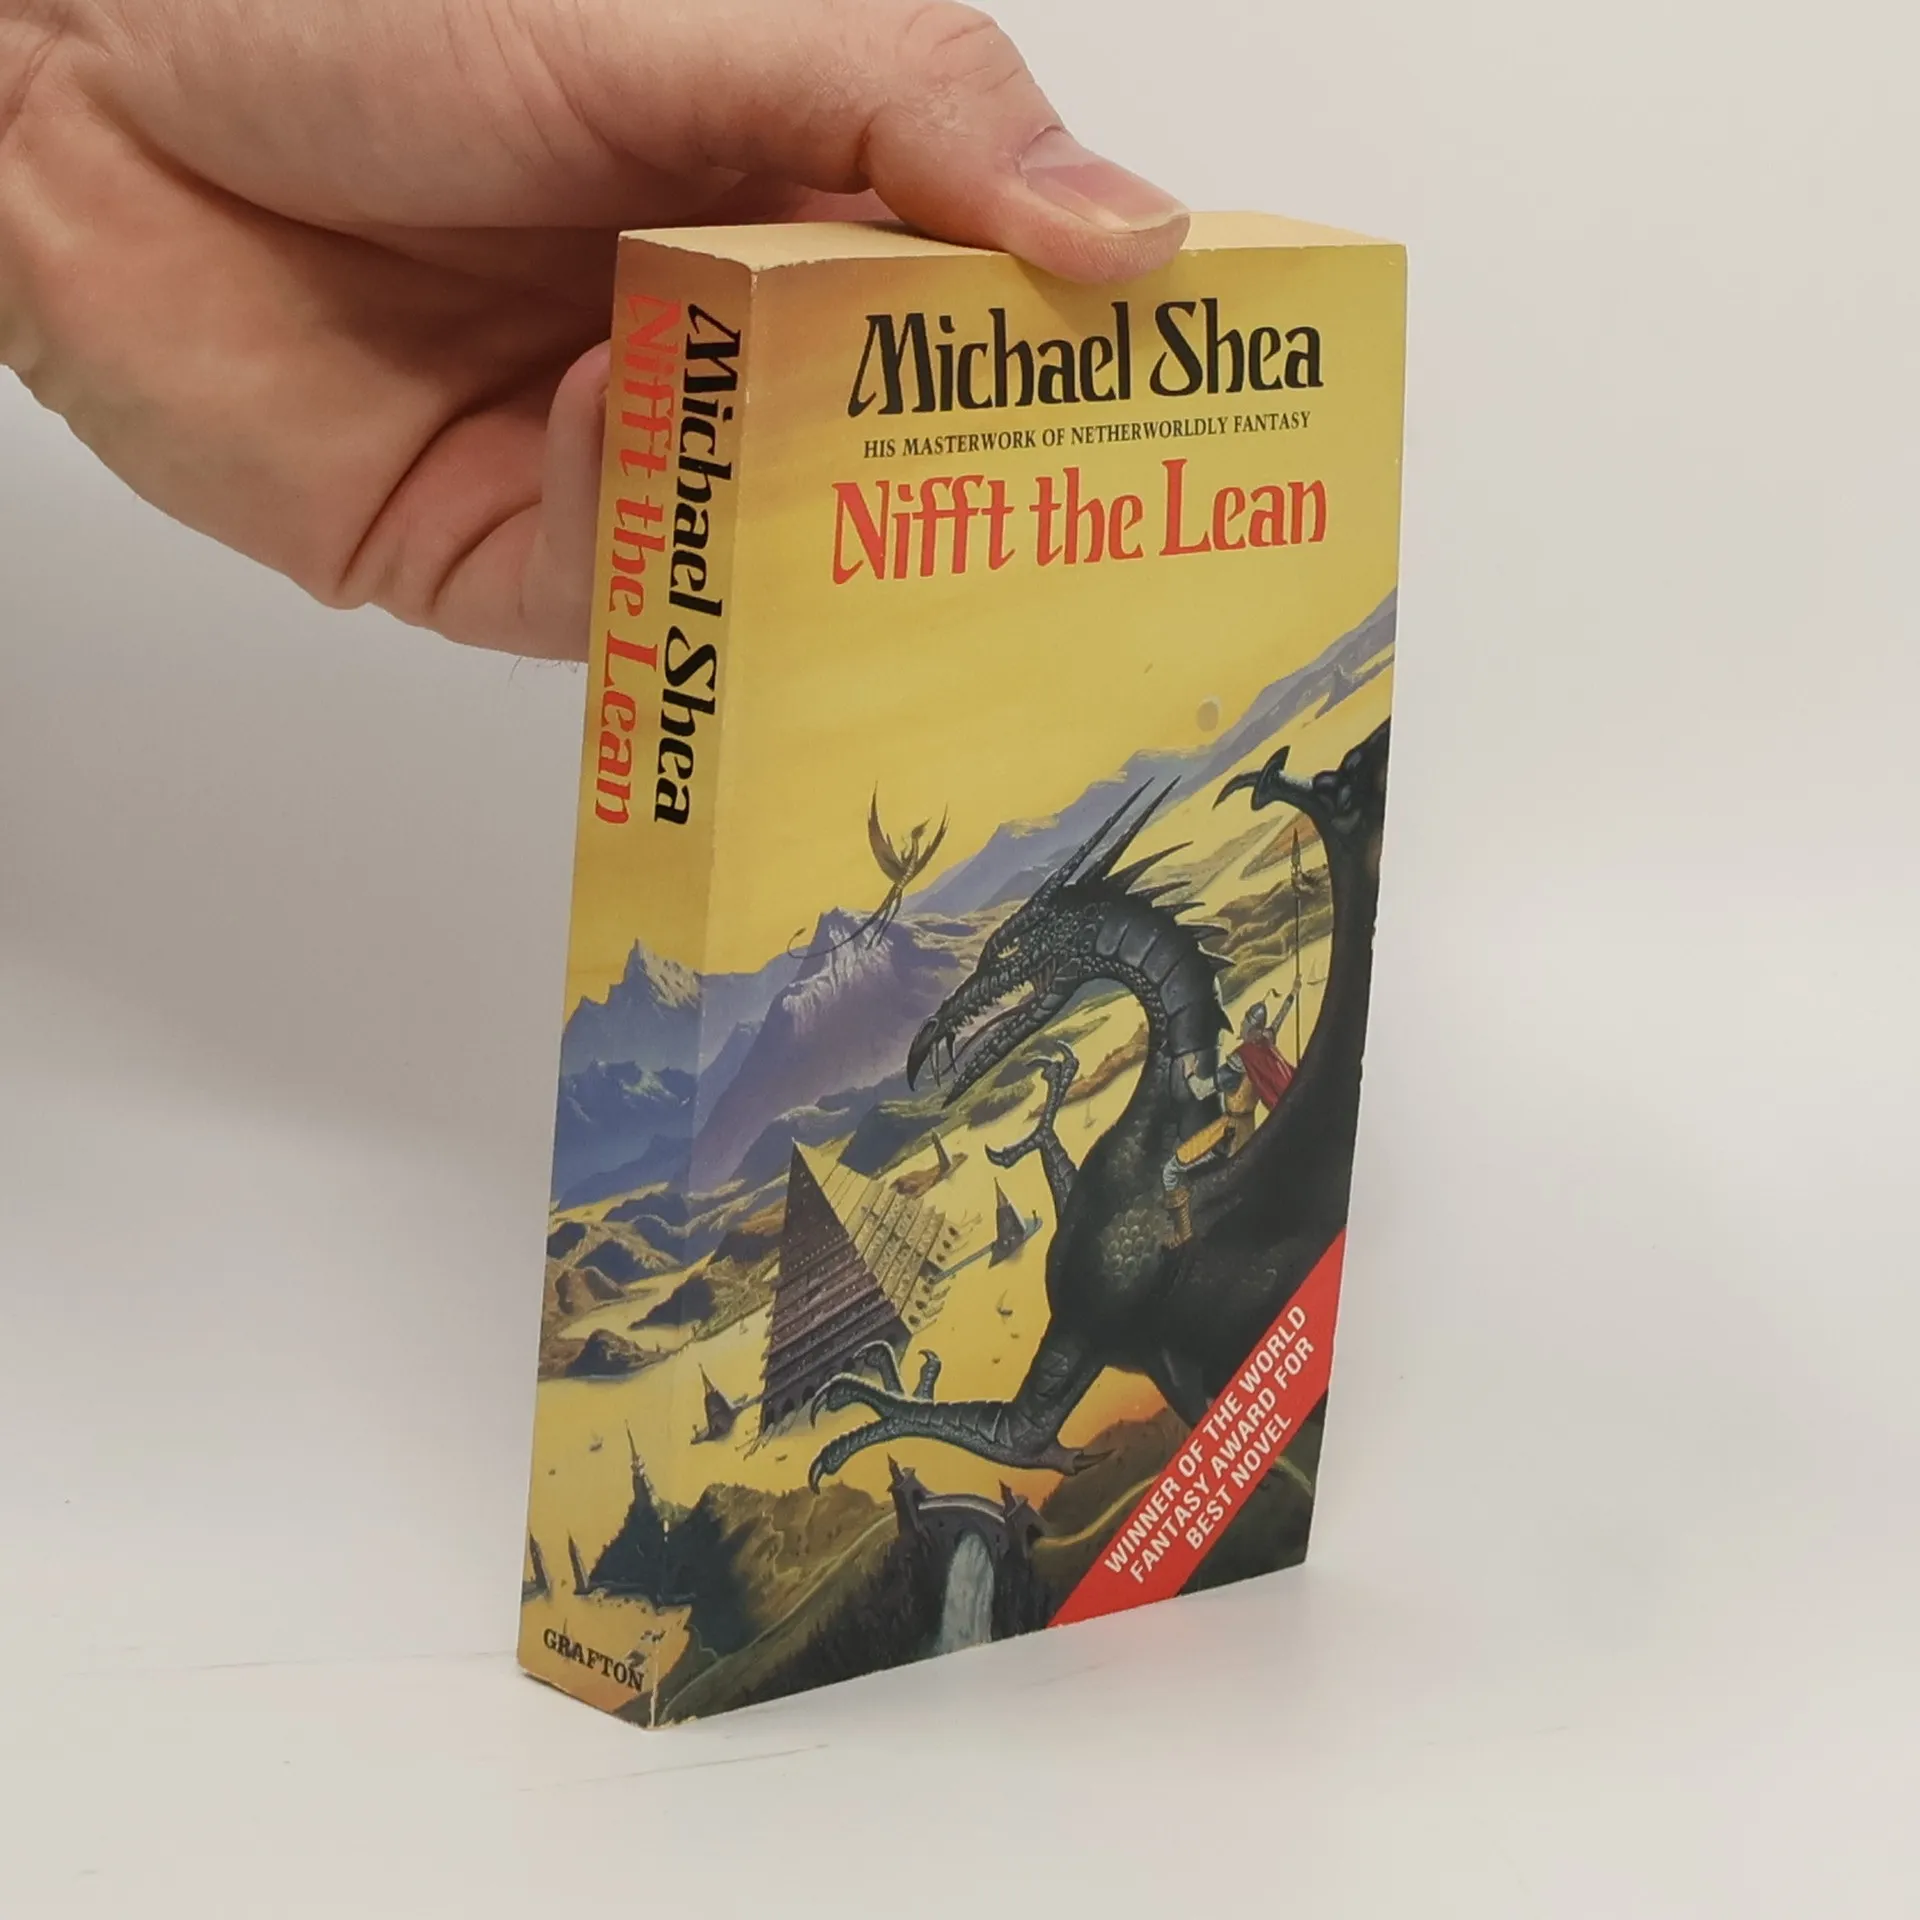 Michael Shea
Nifft the Lean
GRAFTON
Michael Shea
HIS MASTERWORK OF NETHERWORLDLY FANTASY
Nifft the Lean
WINNER OF THE WORLD
FANTASY AWARD FOR
BEST NOVEL